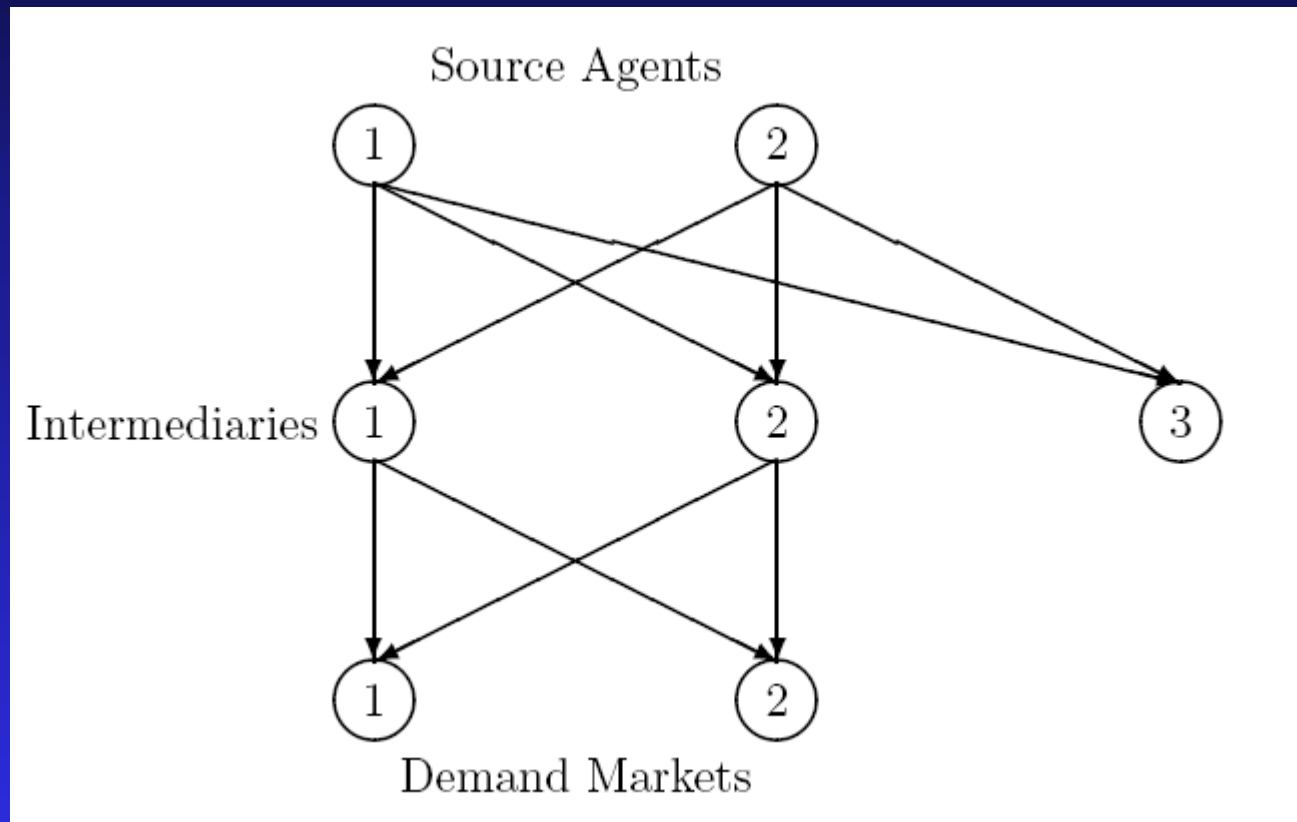 Source Agents
1 2
Intermediaries 1 2 3
1 2
Demand Markets